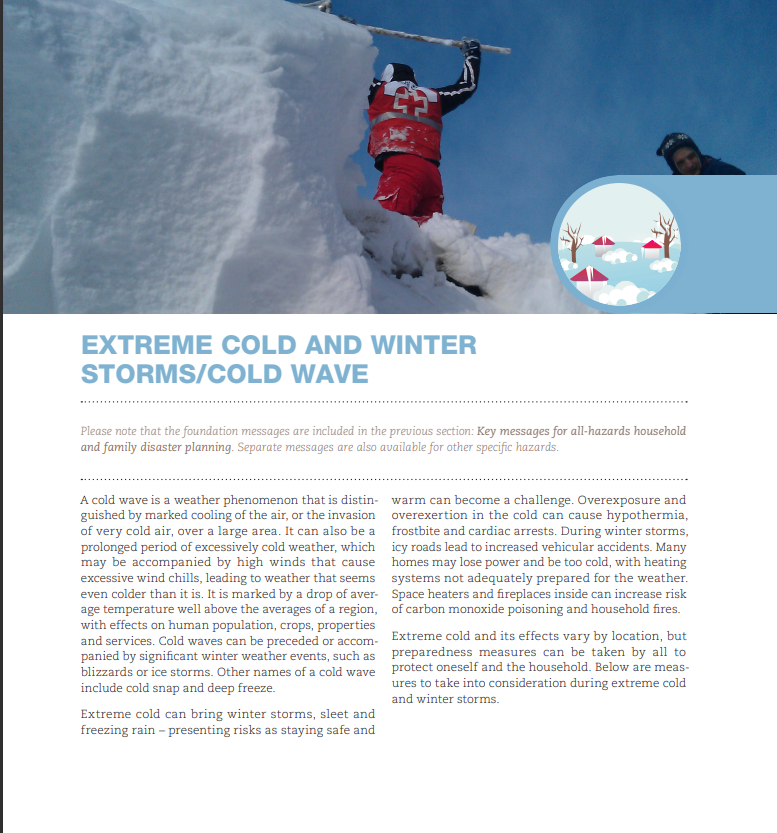 EXTREME COLD AND WINTER
STORMS/COLD WAVE
Please note that the foundation messages are included in the previous section: Key messages for all-hazards household
and family disaster planning. Separate messages are also available for other specific hazards.
A cold wave is a weather phenomenon that is distin-
guished by marked cooling of the air, or the invasion
of very cold air, over a large area. It can also be a
prolonged period of excessively cold weather, which
may be accompanied by high winds that cause
excessive wind chills, leading to weather that seems
even colder than it is. It is marked by a drop of aver-
age temperature well above the averages of a region,
with effects on human population, crops, properties
and services. Cold waves can be preceded or accom-
panied by significant winter weather events, such as
blizzards or ice storms. Other names of a cold wave
include cold snap and deep freeze.
Extreme cold can bring winter storms, sleet and
freezing rain – presenting risks as staying safe and
warm can become a challenge. Overexposure and
overexertion in the cold can cause hypothermia,
frostbite and cardiac arrests. During winter storms,
icy roads lead to increased vehicular accidents. Many
homes may lose power and be too cold, with heating
systems not adequately prepared for the weather.
Space heaters and fireplaces inside can increase risk
of carbon monoxide poisoning and household fires.
Extreme cold and its effects vary by location, but
preparedness measures can be taken by all to
protect oneself and the household. Below are meas-
ures to take into consideration during extreme cold
and winter storms.